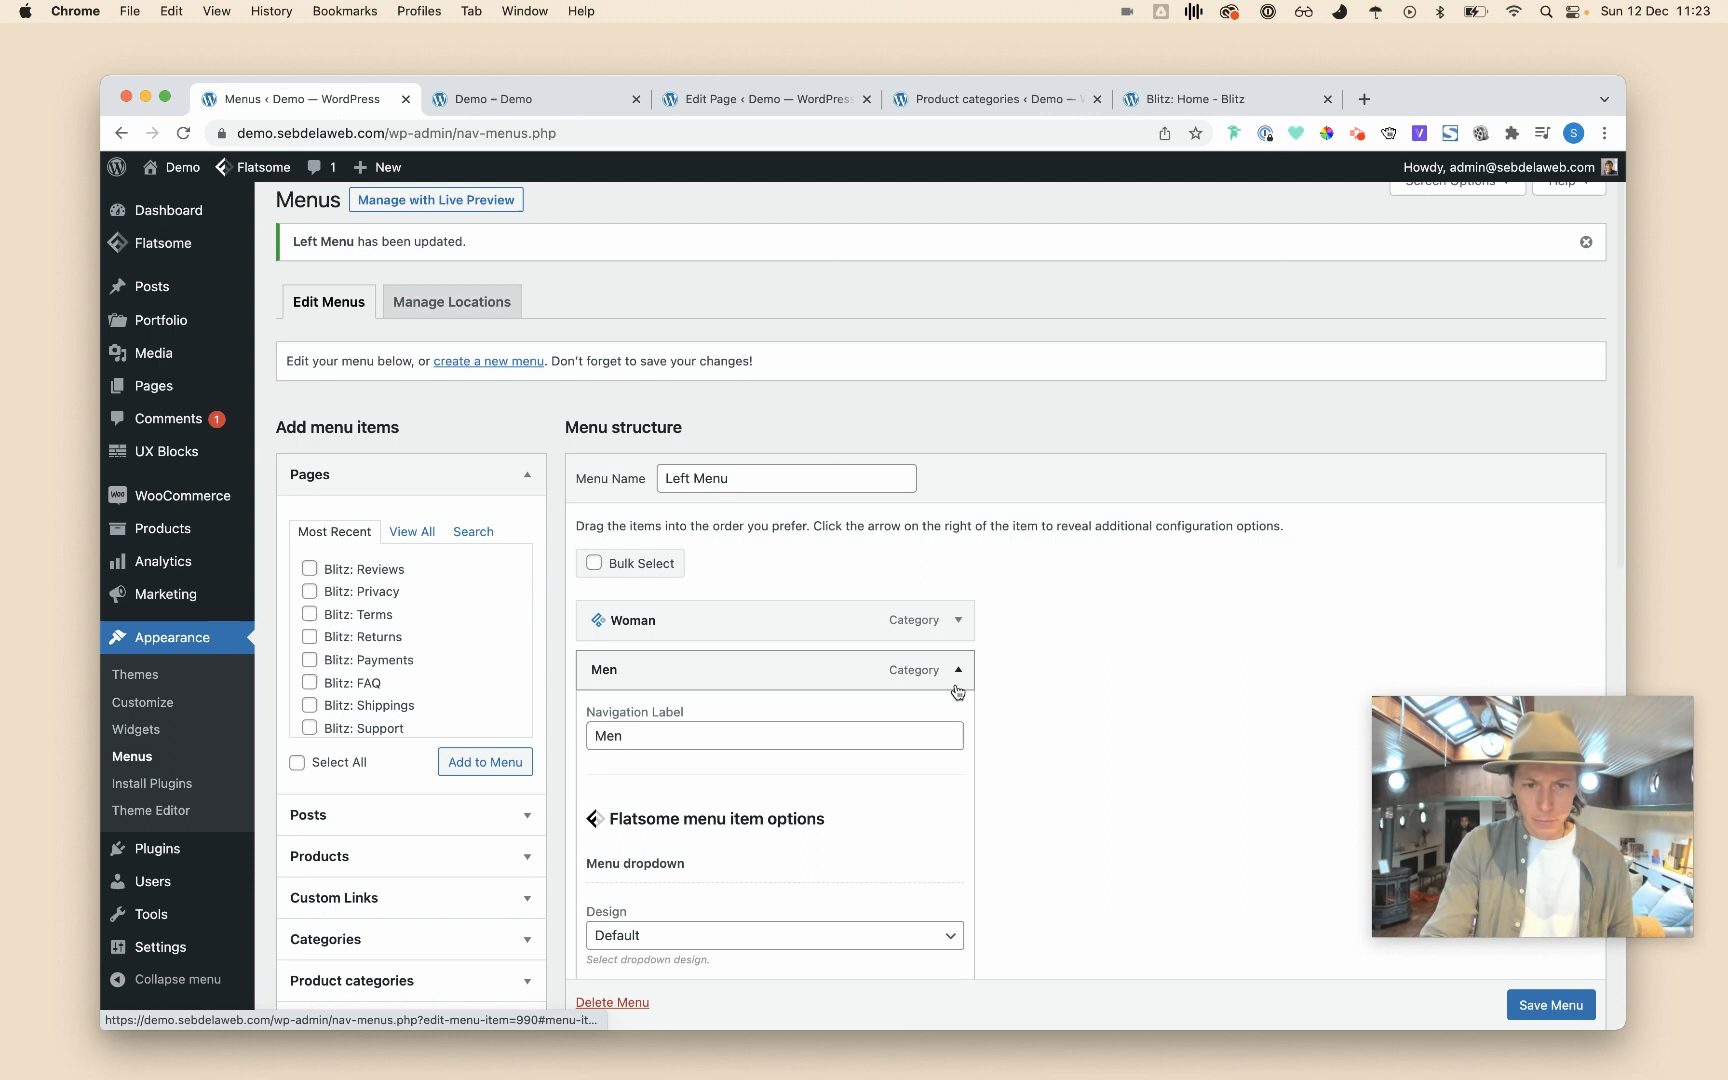 Chrome File Edit View History Bookmarks Profiles Tab Window Help Sun 12 Dec 11:23
Menus ‹ Demo — WordPress Demo – Demo Edit Page ‹ Demo — WordPress Product categories ‹ Demo — Blitz: Home - Blitz
demo.sebdelaweb.com/wp-admin/nav-menus.php
Demo Flatsome 1 New Howdy, admin@sebdelaweb.com
Screen Options Help
Dashboard
Flatsome
Posts
Portfolio
Media
Pages
Comments 1
UX Blocks
WooCommerce
Products
Analytics
Marketing
Appearance
Themes
Customize
Widgets
Menus
Install Plugins
Theme Editor
Plugins
Users
Tools
Settings
Collapse menu
Menus Manage with Live Preview
Left Menu has been updated.
Edit Menus Manage Locations
Edit your menu below, or create a new menu. Don't forget to save your changes!
Add menu items
Pages
Most Recent View All Search
Blitz: Reviews
Blitz: Privacy
Blitz: Terms
Blitz: Returns
Blitz: Payments
Blitz: FAQ
Blitz: Shippings
Blitz: Support
Select All Add to Menu
Posts
Products
Custom Links
Categories
Product categories
Menu structure
Menu Name Left Menu
Drag the items into the order you prefer. Click the arrow on the right of the item to reveal additional configuration options.
Bulk Select
Woman Category
Men Category
Navigation Label
Men
Flatsome menu item options
Menu dropdown
Design
Default
Select dropdown design.
Delete Menu Save Menu
https://demo.sebdelaweb.com/wp-admin/nav-menus.php?edit-menu-item=990#menu-it...